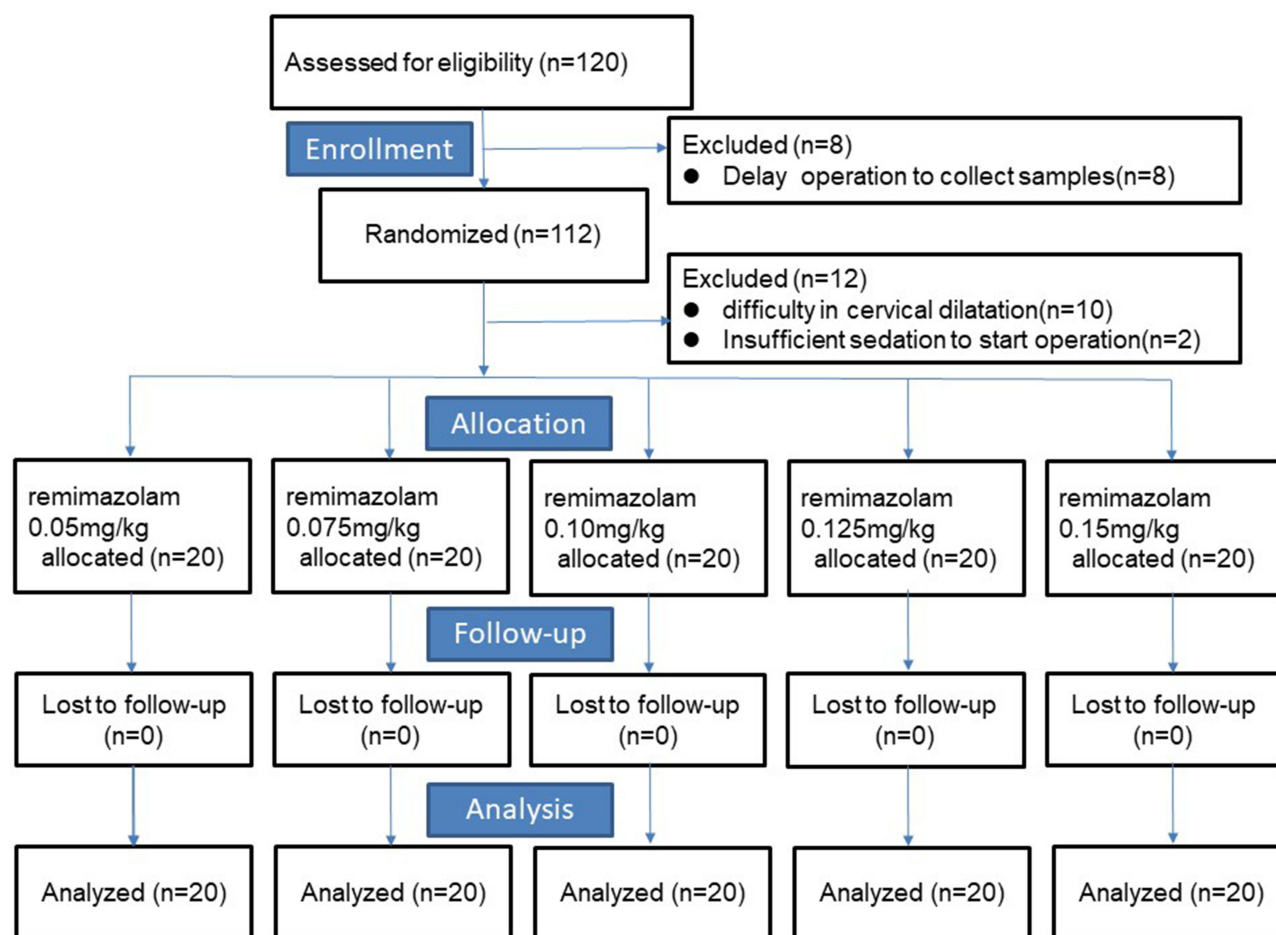 Assessed for eligibility (n=120)
Enrollment
Excluded (n=8)
● Delay operation to collect samples(n=8)
Randomized (n=112)
Excluded (n=12)
● difficulty in cervical dilatation(n=10)
● Insufficient sedation to start operation(n=2)
Allocation
remimazolam
0.05mg/kg
allocated (n=20)
remimazolam
0.075mg/kg
allocated (n=20)
remimazolam
0.10mg/kg
allocated (n=20)
remimazolam
0.125mg/kg
allocated (n=20)
remimazolam
0.15mg/kg
allocated (n=20)
Follow-up
Lost to follow-up
(n=0)
Lost to follow-up
(n=0)
Lost to follow-up
(n=0)
Lost to follow-up
(n=0)
Lost to follow-up
(n=0)
Analysis
Analyzed (n=20)
Analyzed (n=20)
Analyzed (n=20)
Analyzed (n=20)
Analyzed (n=20)